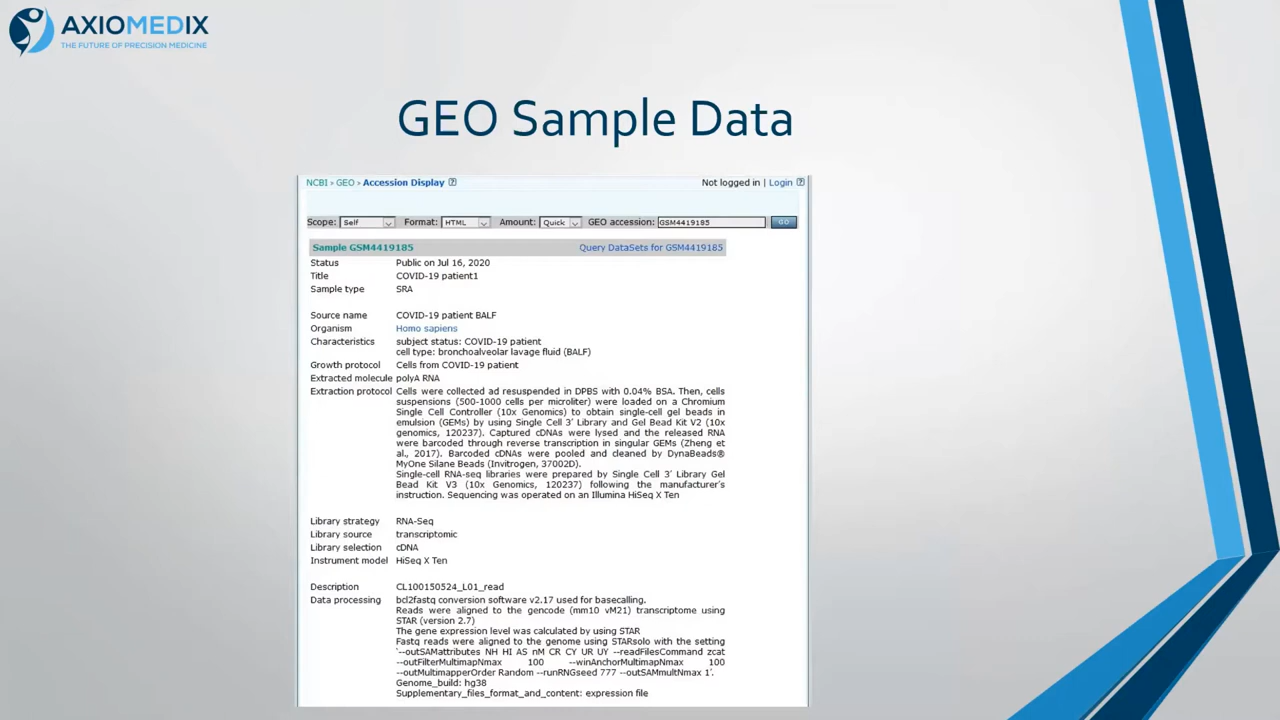 AXIOMEDIX
THE FUTURE OF PRECISION MEDICINE
GEO Sample Data
NCBI > GEO > Accession Display ? Not logged in | Login ?
Scope: Self Format: HTML Amount: Quick GEO accession: GSM4419185 GO
Sample GSM4419185 Query DataSets for GSM4419185
Status Public on Jul 16, 2020
Title COVID-19 patient1
Sample type SRA
Source name COVID-19 patient BALF
Organism Homo sapiens
Characteristics subject status: COVID-19 patient
cell type: bronchoalveolar lavage fluid (BALF)
Growth protocol Cells from COVID-19 patient
Extracted molecule polyA RNA
Extraction protocol Cells were collected ad resuspended in DPBS with 0.04% BSA. Then, cells
suspensions (500-1000 cells per microliter) were loaded on a Chromium
Single Cell Controller (10x Genomics) to obtain single-cell gel beads in
emulsion (GEMs) by using Single Cell 3' Library and Gel Bead Kit V2 (10x
genomics, 120237). Captured cDNAs were lysed and the released RNA
were barcoded through reverse transcription in singular GEMs (Zheng et
al., 2017). Barcoded cDNAs were pooled and cleaned by DynaBeads®
MyOne Silane Beads (Invitrogen, 37002D).
Single-cell RNA-seq libraries were prepared by Single Cell 3' Library Gel
Bead Kit V3 (10x Genomics, 120237) following the manufacturer's
instruction. Sequencing was operated on an Illumina HiSeq X Ten
Library strategy RNA-Seq
Library source transcriptomic
Library selection cDNA
Instrument model HiSeq X Ten
Description CL100150524_L01_read
Data processing bcl2fastq conversion software v2.17 used for basecalling.
Reads were aligned to the gencode (mm10 vM21) transcriptome using
STAR (version 2.7)
The gene expression level was calculated by using STAR
Fastq reads were aligned to the genome using STARsolo with the setting
'--outSAMattributes NH HI AS nM CR CY UR UY --readFilesCommand zcat
--outFilterMultimapNmax 100 --winAnchorMultimapNmax 100
--outMultimapperOrder Random --runRNGseed 777 --outSAMmultNmax 1'.
Genome_build: hg38
Supplementary_files_format_and_content: expression file